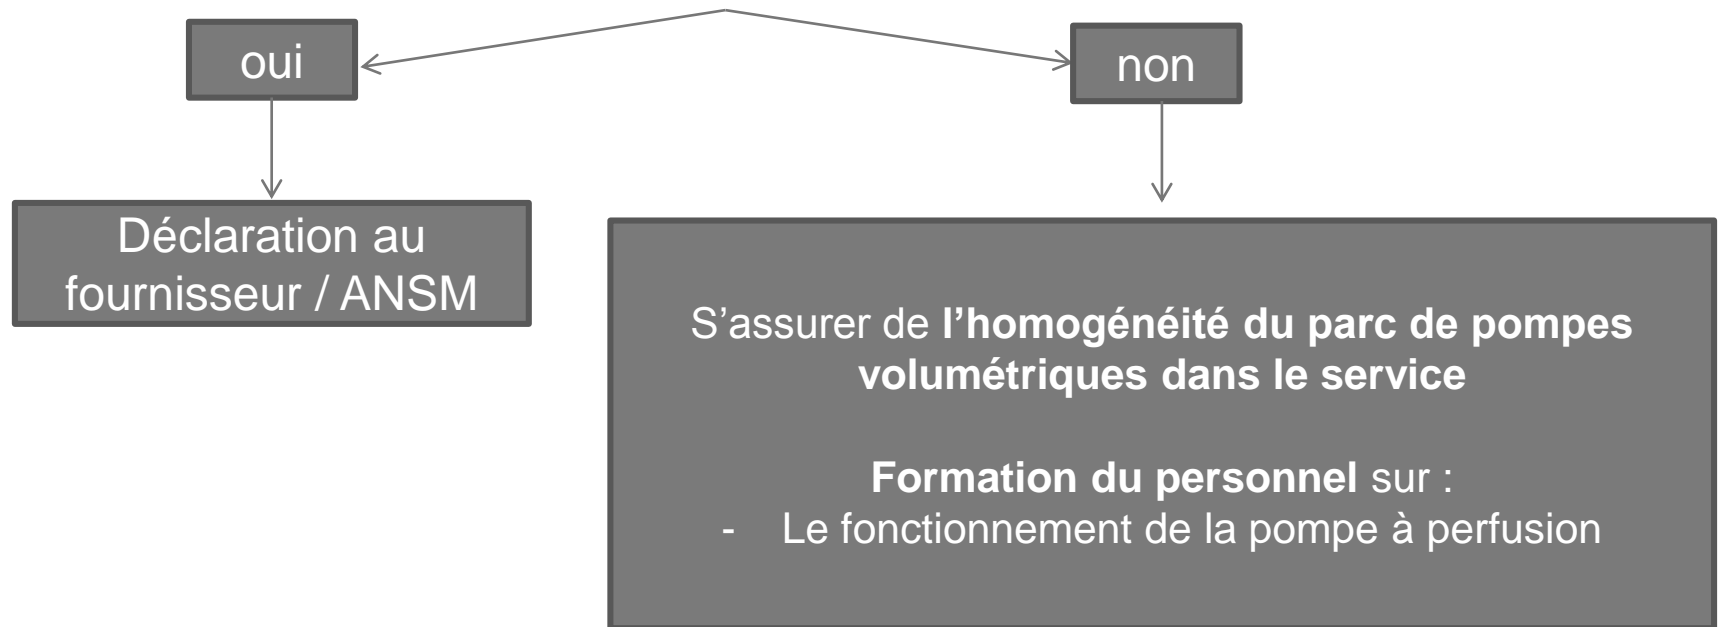 oui
non
Déclaration au
fournisseur / ANSM
S’assurer de l’homogénéité du parc de pompes
volumétriques dans le service
Formation du personnel sur :
- Le fonctionnement de la pompe à perfusion